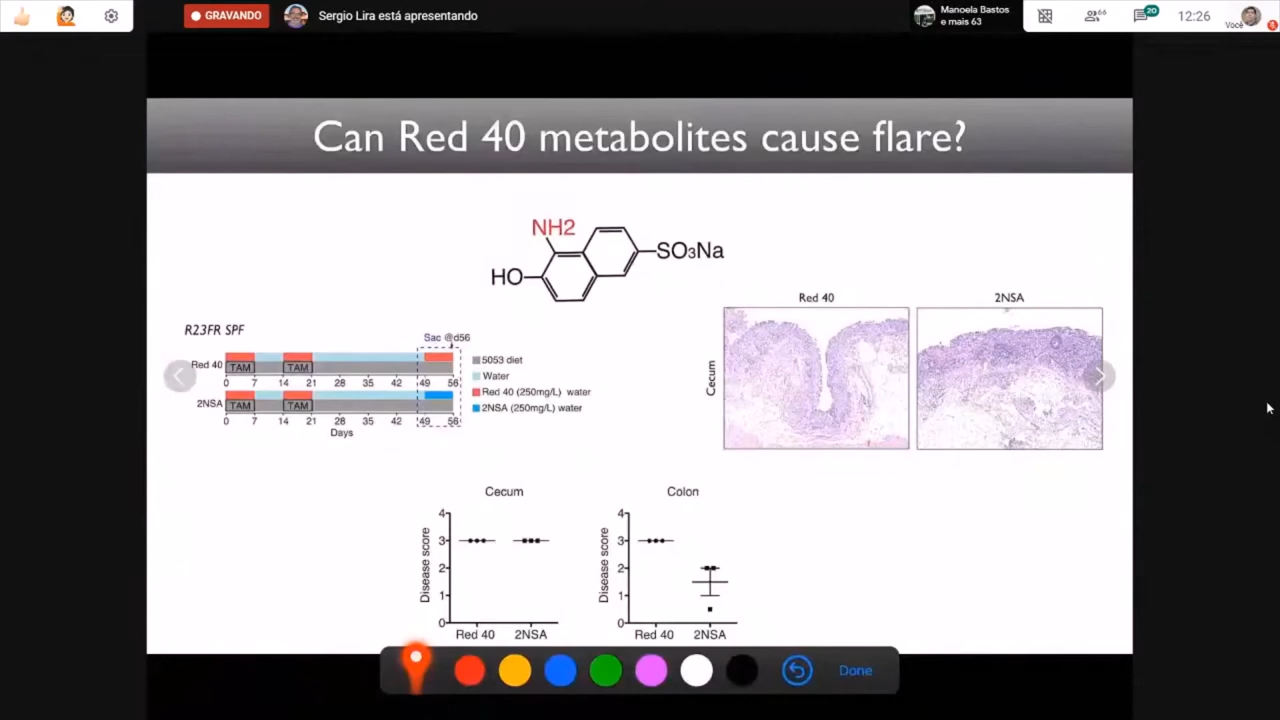 GRAVANDO
Sergio Lira está apresentando
Manoela Bastos
e mais 63
66
20
12:26
Você
Can Red 40 metabolites cause flare?
NH2
HO
SO3Na
R23FR SPF
Sac @d56
Red 40
TAM
TAM
0 7 14 21 28 35 42 49 56
2NSA
TAM
TAM
0 7 14 21 28 35 42 49 56
Days
5053 diet
Water
Red 40 (250mg/L) water
2NSA (250mg/L) water
Red 40
2NSA
Cecum
Cecum
Disease score
4
3
2
1
0
Red 40
2NSA
Colon
Disease score
4
3
2
1
0
Red 40
2NSA
Done